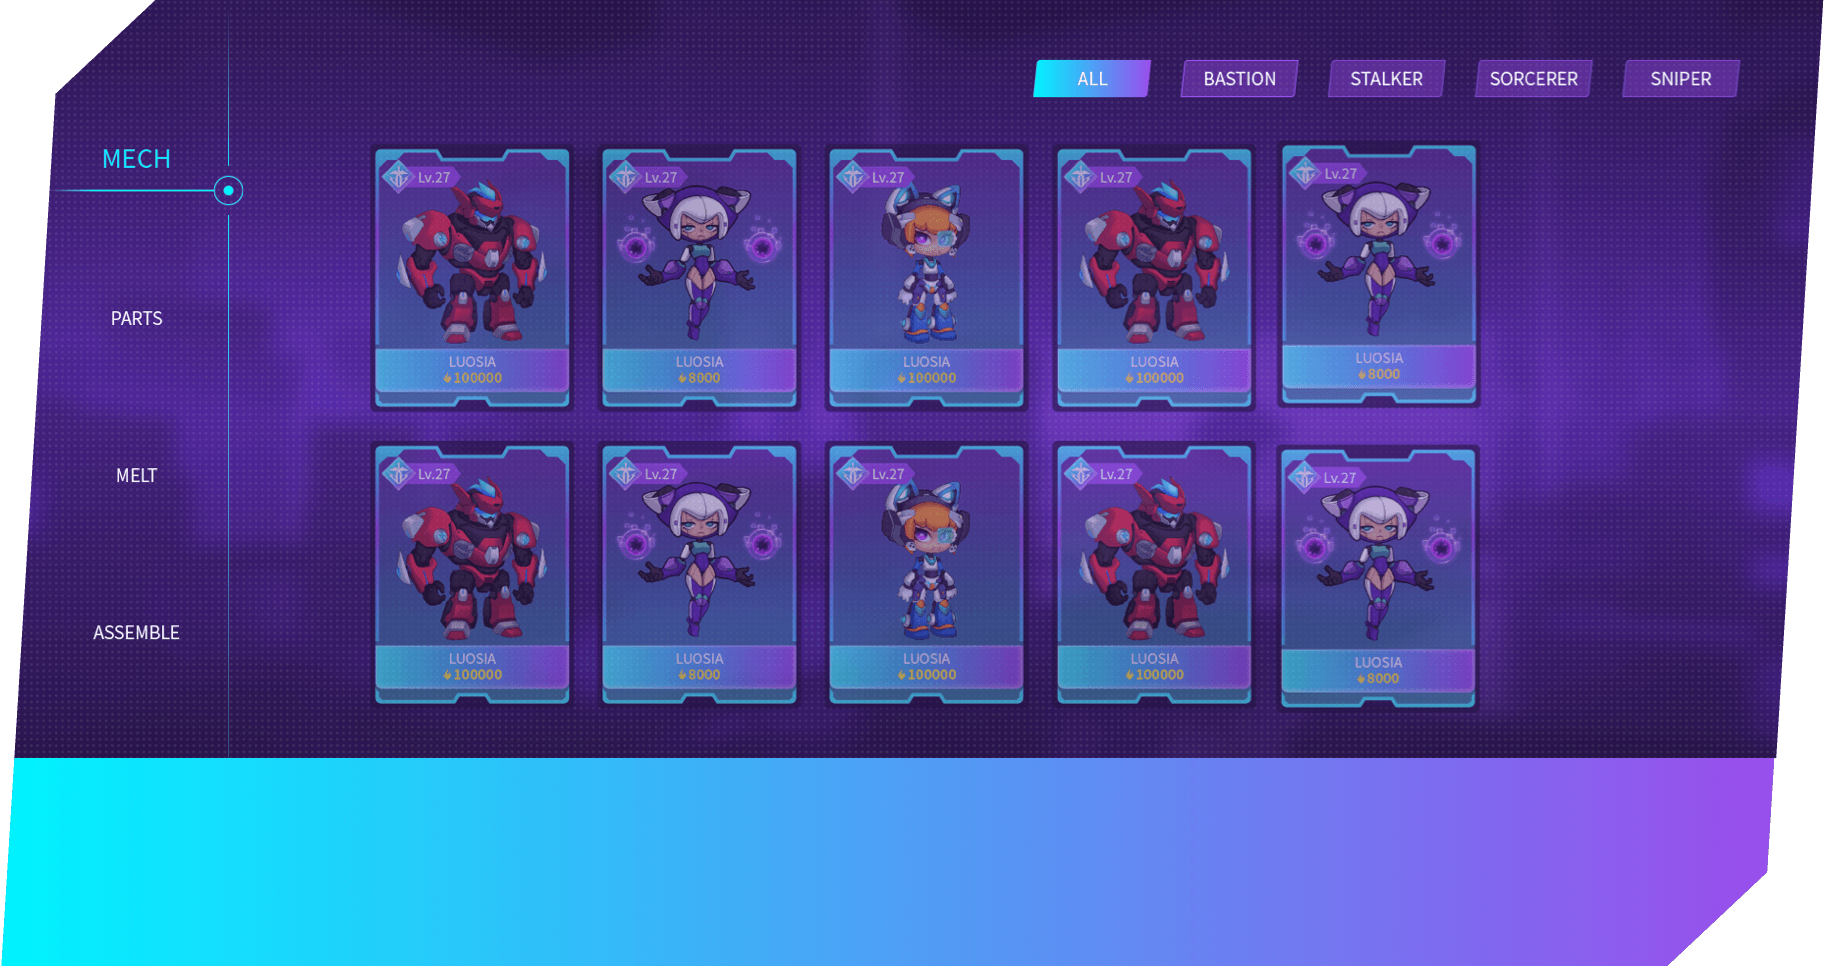 ALL
BASTION
STALKER
SORCERER
SNIPER
MECH
PARTS
MELT
ASSEMBLE
Lv.27
LUOSIA
100000
Lv.27
LUOSIA
8000
Lv.27
LUOSIA
100000
Lv.27
LUOSIA
100000
Lv.27
LUOSIA
8000
Lv.27
LUOSIA
100000
Lv.27
LUOSIA
8000
Lv.27
LUOSIA
100000
Lv.27
LUOSIA
100000
Lv.27
LUOSIA
8000